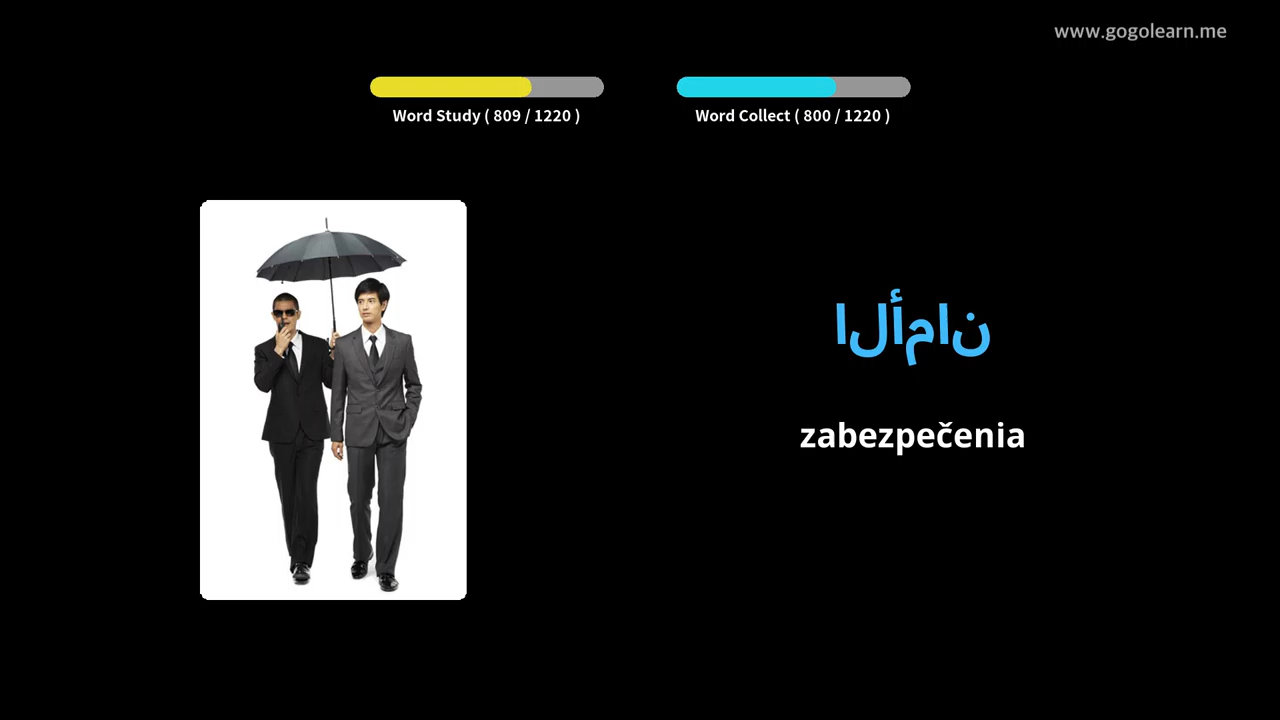 www.gogolearn.me
Word Study ( 809 / 1220 )
Word Collect ( 800 / 1220 )
الأمان
zabezpečenia